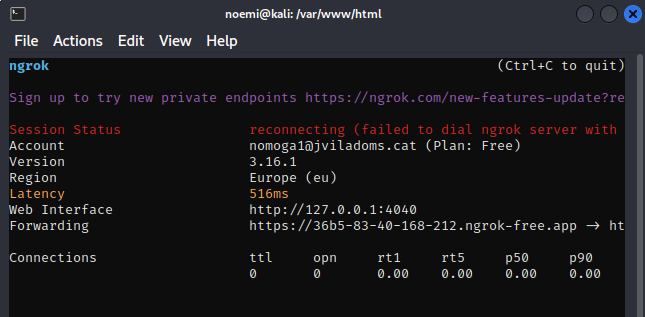 noemi@kali: /var/www/html
File Actions Edit View Help
ngrok (Ctrl+C to quit)
Sign up to try new private endpoints https://ngrok.com/new-features-update?re
Session Status reconnecting (failed to dial ngrok server with
Account nomoga1@jviladoms.cat (Plan: Free)
Version 3.16.1
Region Europe (eu)
Latency 516ms
Web Interface http://127.0.0.1:4040
Forwarding https://36b5-83-40-168-212.ngrok-free.app → ht
Connections ttl opn rt1 rt5 p50 p90
0 0 0.00 0.00 0.00 0.00